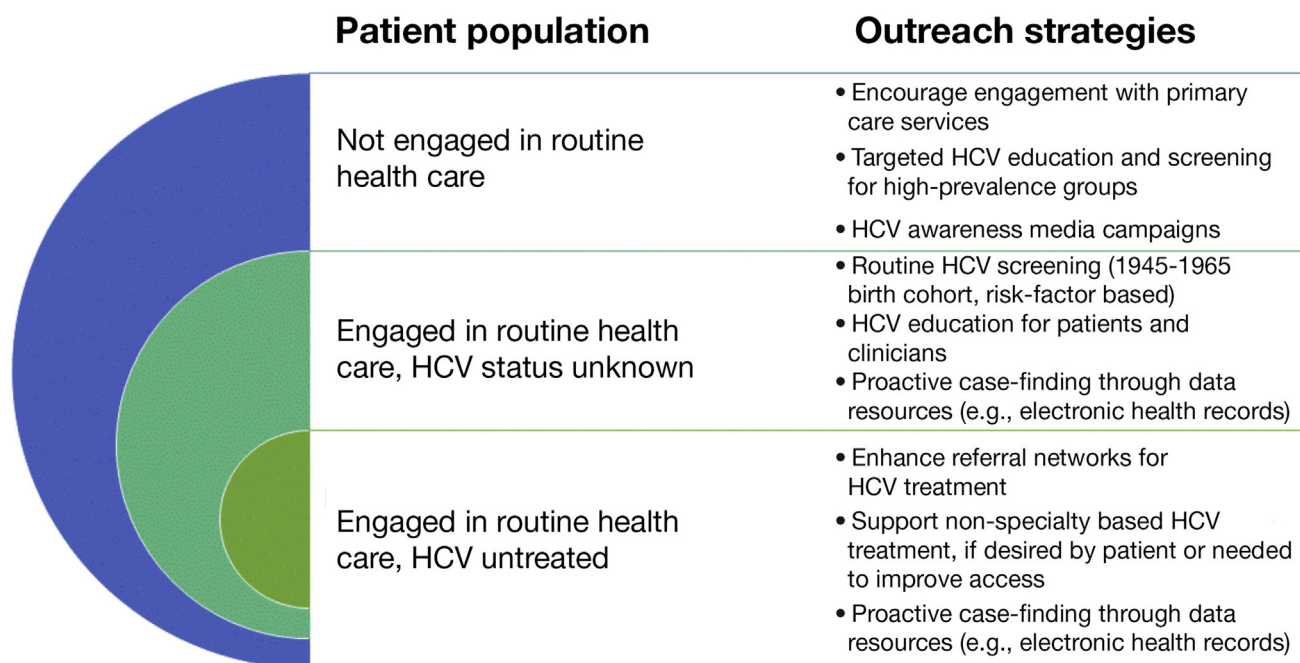 Patient population
Outreach strategies
Not engaged in routine
health care
• Encourage engagement with primary
care services
• Targeted HCV education and screening
for high-prevalence groups
• HCV awareness media campaigns
Engaged in routine health
care, HCV status unknown
• Routine HCV screening (1945-1965
birth cohort, risk-factor based)
• HCV education for patients and
clinicians
• Proactive case-finding through data
resources (e.g., electronic health records)
Engaged in routine health
care, HCV untreated
• Enhance referral networks for
HCV treatment
• Support non-specialty based HCV
treatment, if desired by patient or needed
to improve access
• Proactive case-finding through data
resources (e.g., electronic health records)